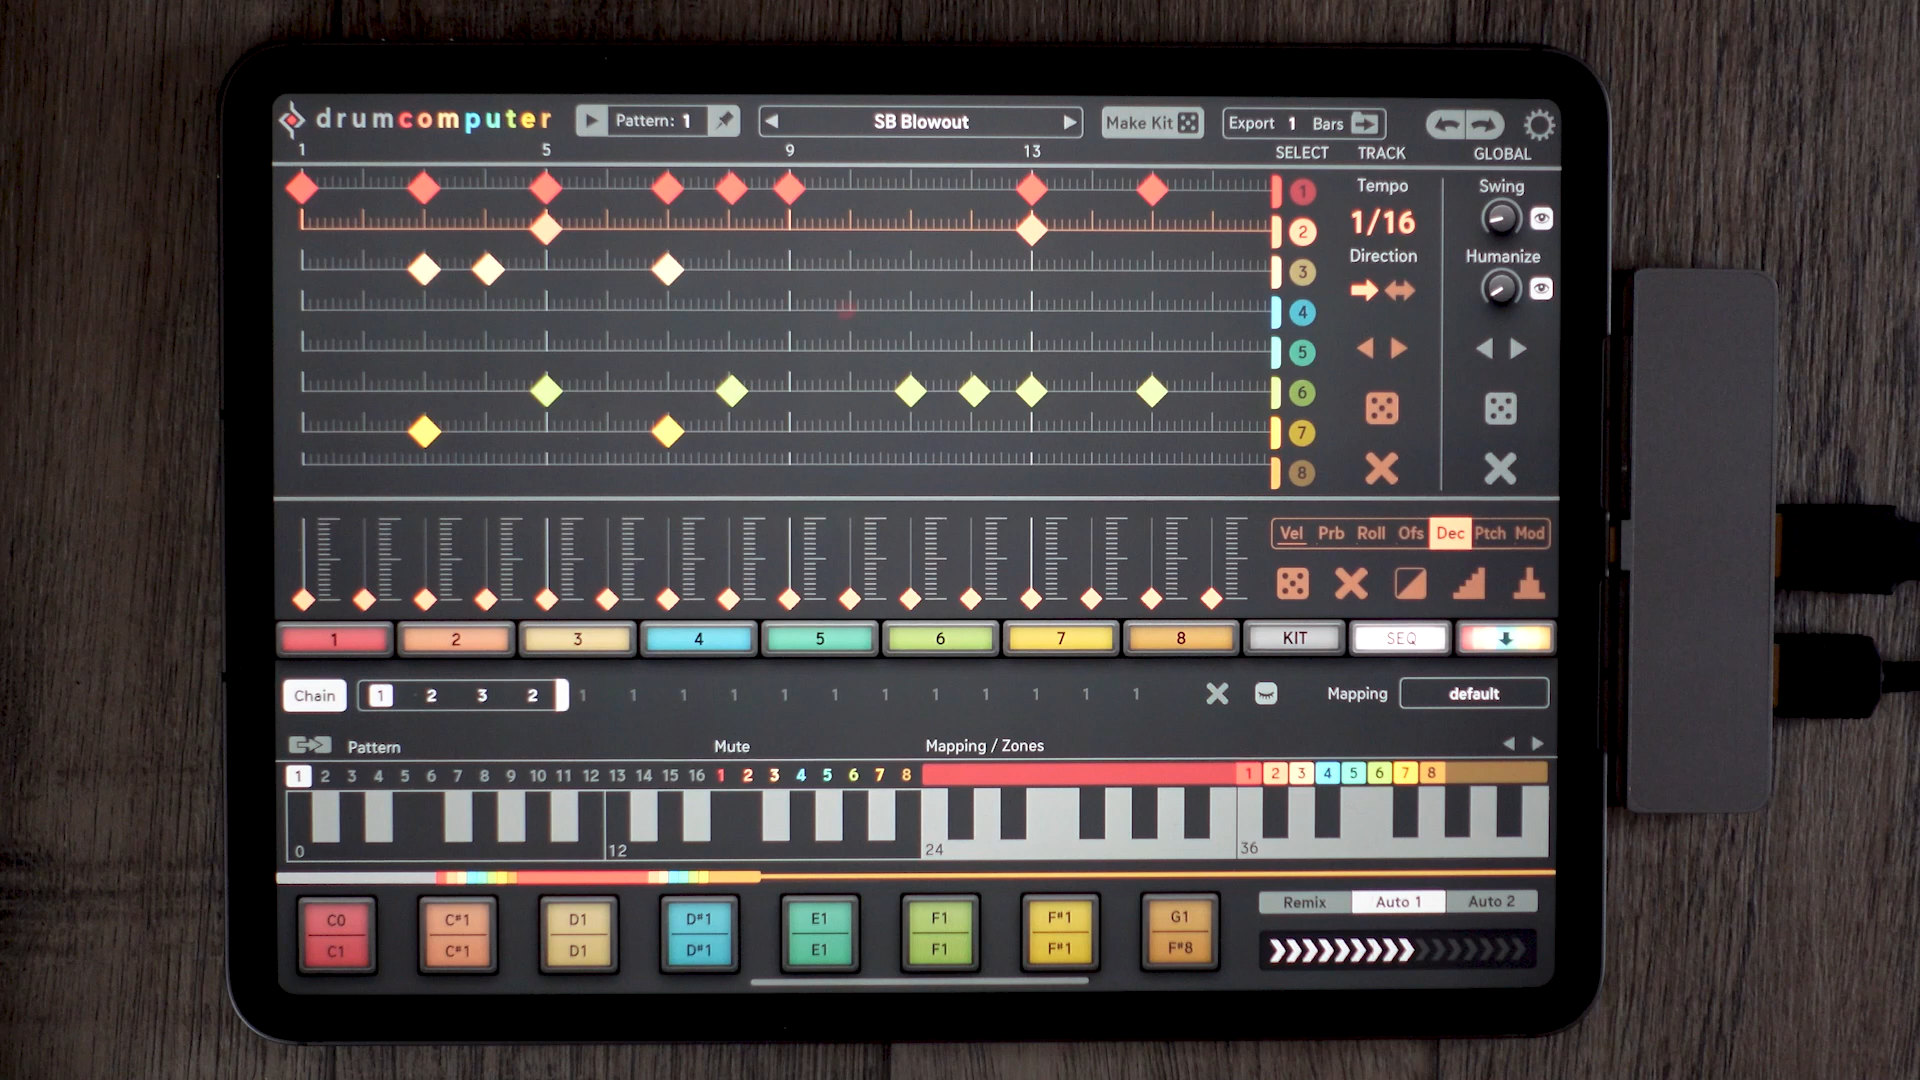 drumcomputer Pattern: 1 SB Blowout Make Kit Export 1 Bars
1 5 9 13 SELECT TRACK GLOBAL
1 Tempo Swing
2 1/16
3 Direction Humanize
4
5
6
7
8
Vel Prb Roll Ofs Dec Ptch Mod
1 2 3 4 5 6 7 8 KIT SEQ
Chain 1 2 3 2 1 1 1 1 1 1 1 1 1 1 1 1 Mapping default
Pattern Mute Mapping / Zones
1 2 3 4 5 6 7 8 9 10 11 12 13 14 15 16 1 2 3 4 5 6 7 8 1 2 3 4 5 6 7 8
0 12 24 36
C0 C#1 D1 D#1 E1 F1 F#1 G1 Remix Auto 1 Auto 2
C1 C#1 D1 D#1 E1 F1 F#1 F#8